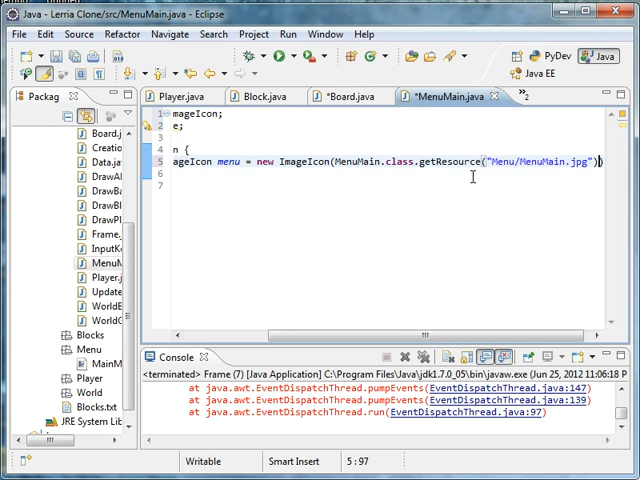 Java - Lerria Clone/src/MenuMain.java - Eclipse
File Edit Source Refactor Navigate Search Project Run Window Help
PyDev Java
Java EE
Packag
Player.java Block.java *Board.java *MenuMain.java »2
1 mageIcon;
2 e;
3
4 n {
5 ageIcon menu = new ImageIcon(MenuMain.class.getResource("Menu/MenuMain.jpg"))
6
7
Board.j
Creatio
Data.ja
DrawAl
DrawBl
DrawPl
Frame.
InputK
MenuM
Player.j
Update
WorldB
WorldC
Blocks
Menu
MainM
Player
World
Blocks.txt
JRE System Lib
Console
<terminated> Frame (7) [Java Application] C:\Program Files\Java\jdk1.7.0_05\bin\javaw.exe (Jun 25, 2012 11:06:18 P
at java.awt.EventDispatchThread.pumpEvents(EventDispatchThread.java:147)
at java.awt.EventDispatchThread.pumpEvents(EventDispatchThread.java:139)
at java.awt.EventDispatchThread.run(EventDispatchThread.java:97)
Writable Smart Insert 5 : 97